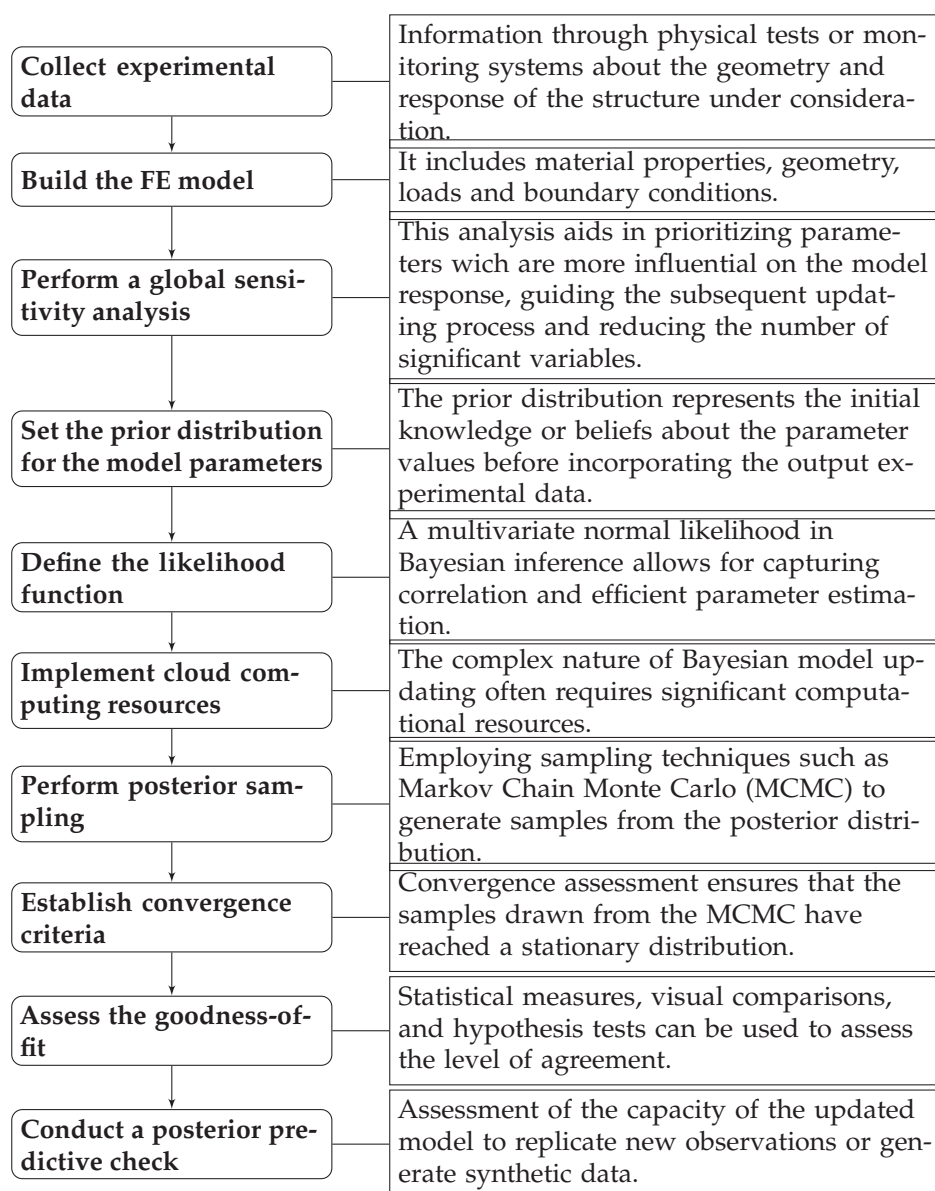 Collect experimental
data
Information through physical tests or mon-
itoring systems about the geometry and
response of the structure under considera-
tion.
Build the FE model
It includes material properties, geometry,
loads and boundary conditions.
Perform a global sensi-
tivity analysis
This analysis aids in prioritizing parame-
ters wich are more influential on the model
response, guiding the subsequent updat-
ing process and reducing the number of
significant variables.
Set the prior distribution
for the model parameters
The prior distribution represents the initial
knowledge or beliefs about the parameter
values before incorporating the output ex-
perimental data.
Define the likelihood
function
A multivariate normal likelihood in
Bayesian inference allows for capturing
correlation and efficient parameter estima-
tion.
Implement cloud com-
puting resources
The complex nature of Bayesian model up-
dating often requires significant computa-
tional resources.
Perform posterior sam-
pling
Employing sampling techniques such as
Markov Chain Monte Carlo (MCMC) to
generate samples from the posterior distri-
bution.
Establish convergence
criteria
Convergence assessment ensures that the
samples drawn from the MCMC have
reached a stationary distribution.
Assess the goodness-of-
fit
Statistical measures, visual comparisons,
and hypothesis tests can be used to assess
the level of agreement.
Conduct a posterior pre-
dictive check
Assessment of the capacity of the updated
model to replicate new observations or gen-
erate synthetic data.